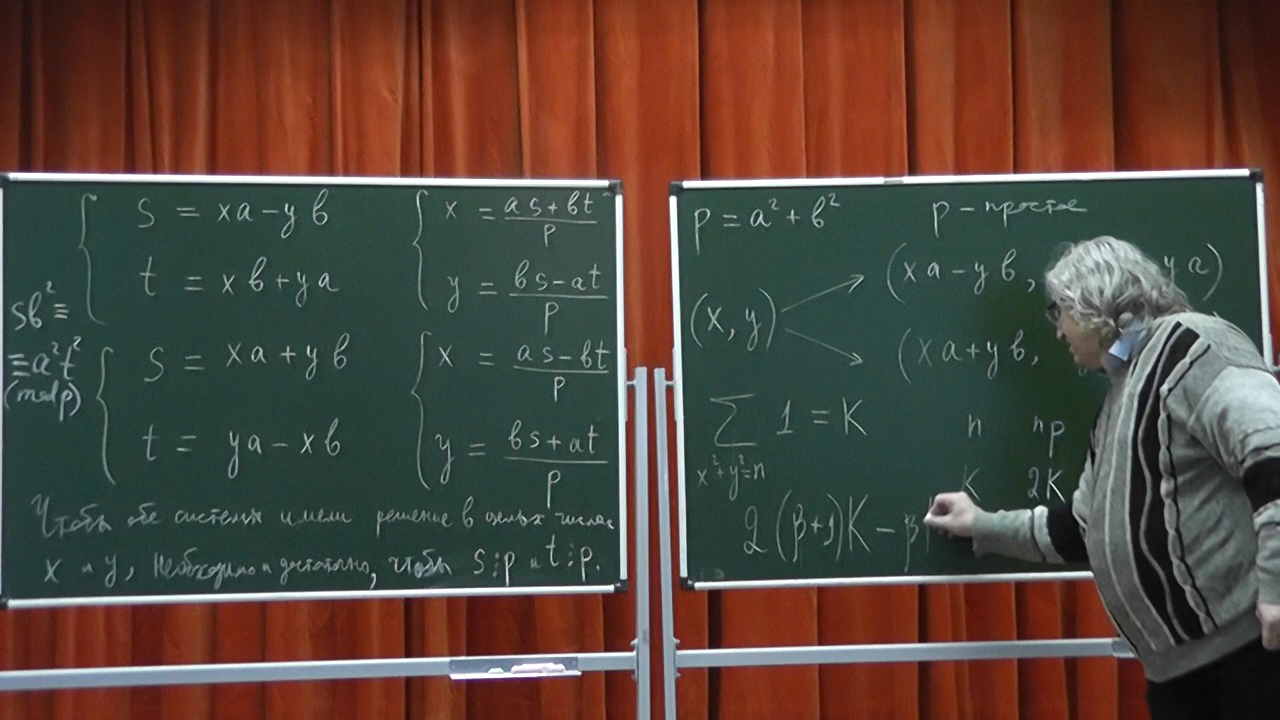 s = xa − yb
t = xb + ya
x = (as + bt)/p
y = (bs − at)/p
sb² ≡
≡ a²t²
(mod p)
s = xa + yb
t = ya − xb
x = (as − bt)/p
y = (bs + at)/p
Чтобы обе системы имели решение в целых числах
x и y, необходимо и достаточно, чтобы s⋮p и t⋮p.
p = a² + b² p – простое
(x, y)
(xa − yb, ya)
(xa + yb,
∑ 1 = K
x² + y² = n
n np
K 2K
2(β+1)K − β